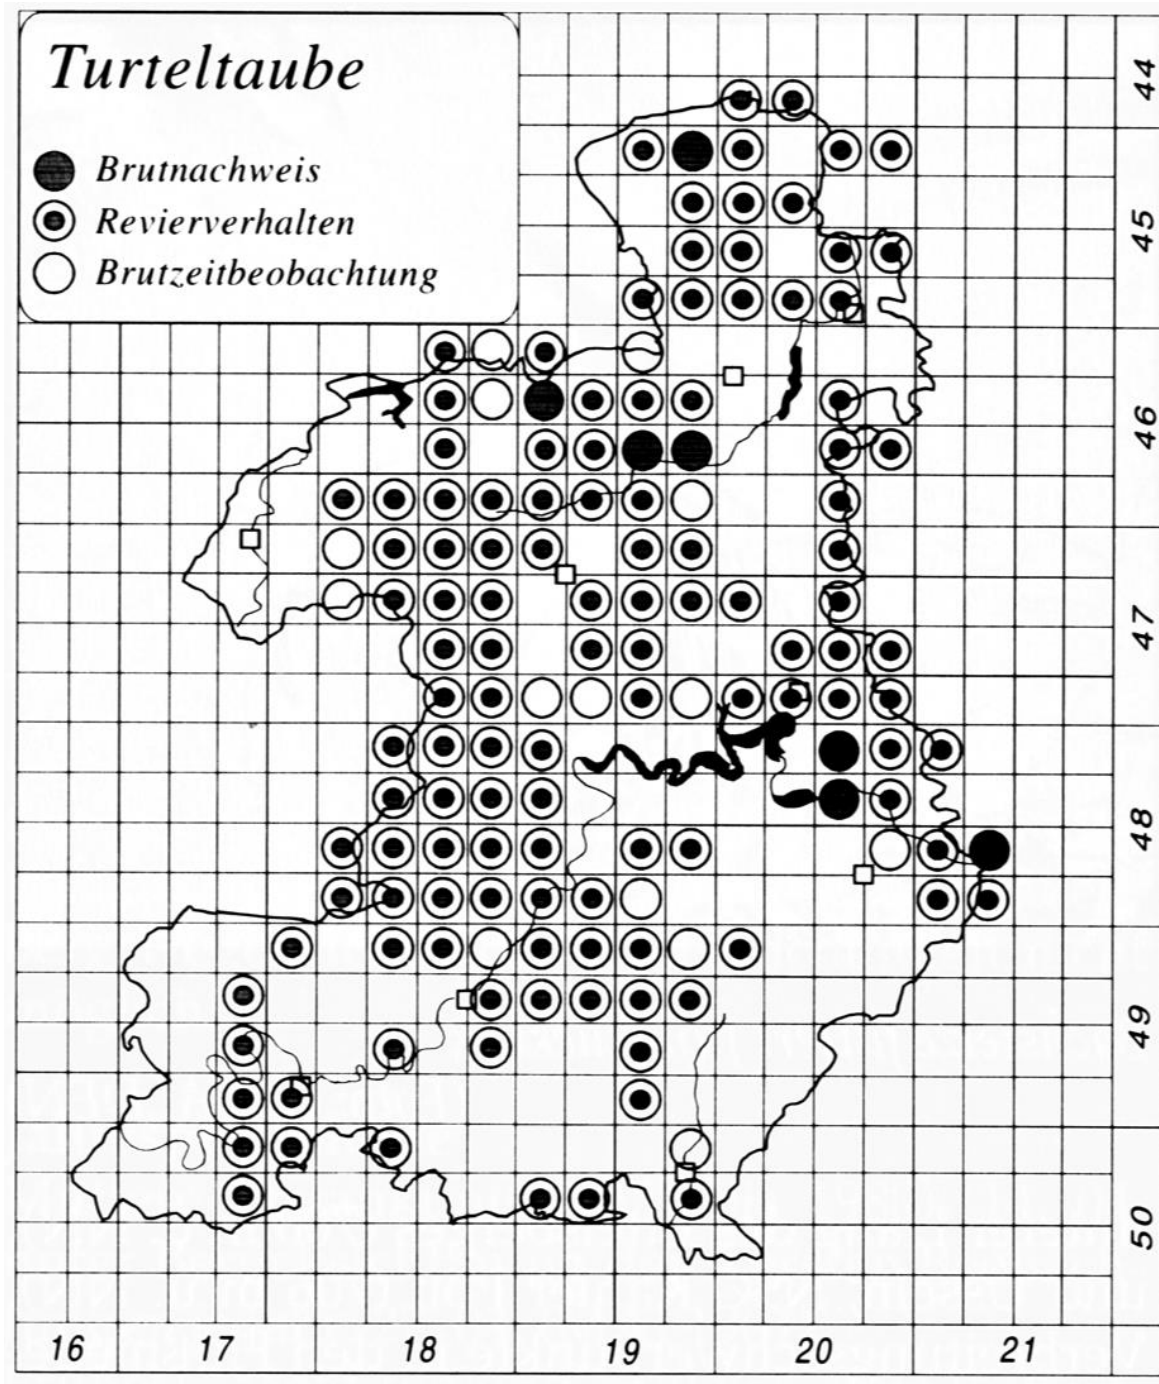 Turteltaube
Brutnachweis
Revierverhalten
Brutzeitbeobachtung
44
45
46
47
48
49
50
16 17 18 19 20 21